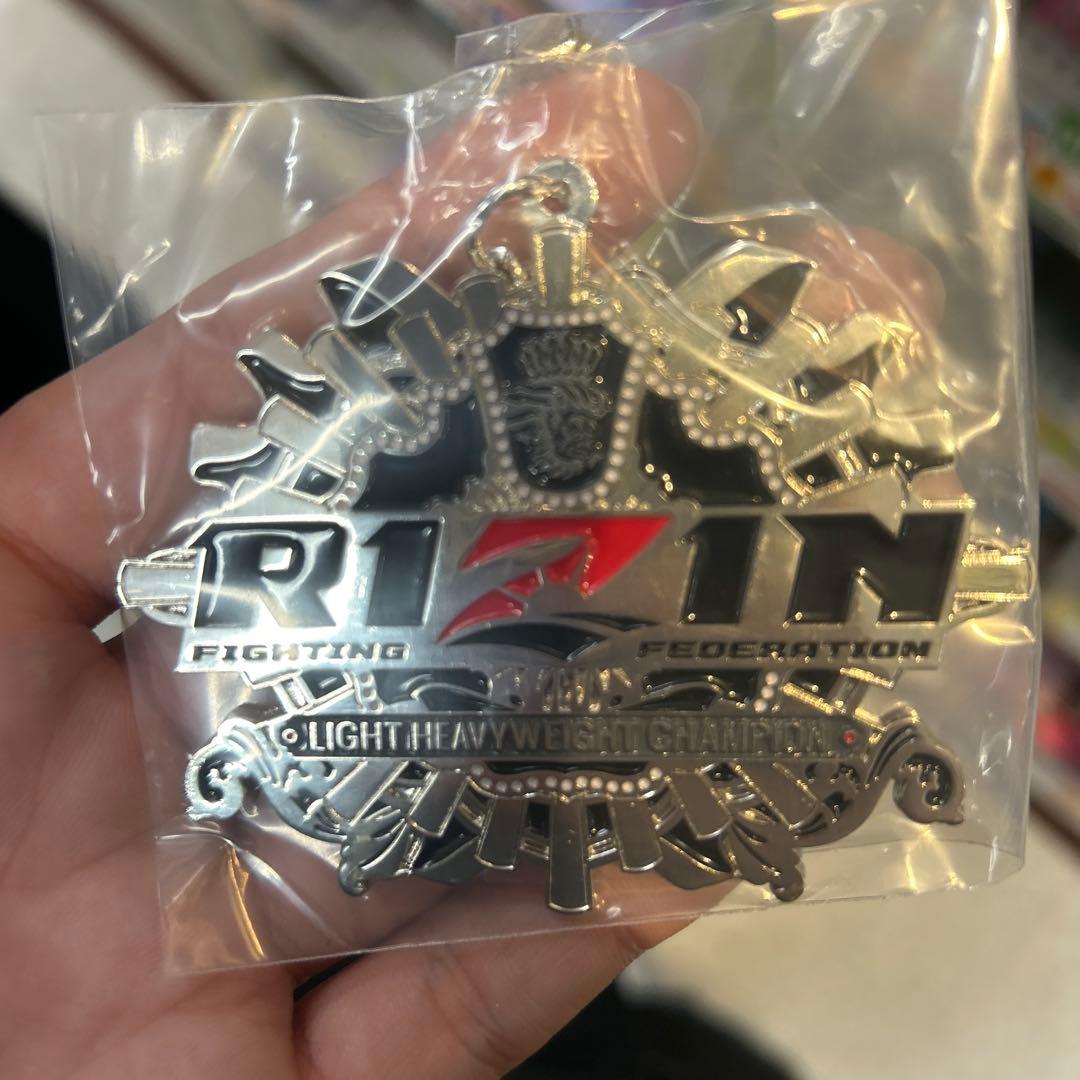 RIZIN
FIGHTING FEDERATION
LIGHT HEAVYWEIGHT CHAMPION